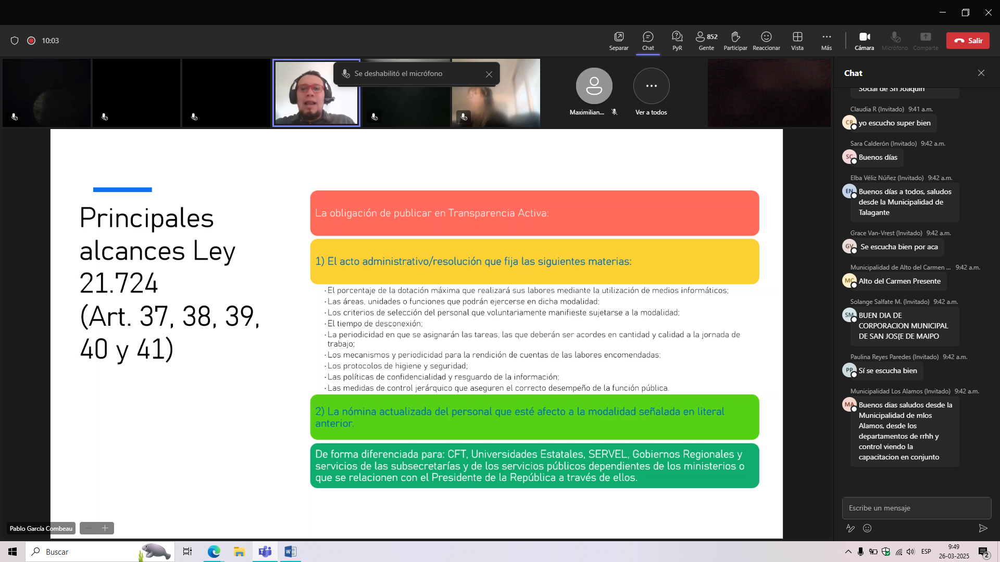 10:03
Separar
Chat
PyR
852
Gente
Participar
Reaccionar
Vista
Más
Cámara
Micrófono
Comparte
Salir
Se deshabilitó el micrófono
Maximilian...
Ver a todos
Principales
alcances Ley
21.724
(Art. 37, 38, 39,
40 y 41)
La obligación de publicar en Transparencia Activa:
1) El acto administrativo/resolución que fija las siguientes materias:
· El porcentaje de la dotación máxima que realizará sus labores mediante la utilización de medios informáticos;
· Las áreas, unidades o funciones que podrán ejercerse en dicha modalidad;
· Los criterios de selección del personal que voluntariamente manifieste sujetarse a la modalidad;
· El tiempo de desconexión;
· La periodicidad en que se asignarán las tareas, las que deberán ser acordes en cantidad y calidad a la jornada de
trabajo;
· Los mecanismos y periodicidad para la rendición de cuentas de las labores encomendadas;
· Los protocolos de higiene y seguridad;
· Las políticas de confidencialidad y resguardo de la información;
· Las medidas de control jerárquico que aseguren el correcto desempeño de la función pública.
2) La nómina actualizada del personal que esté afecto a la modalidad señalada en literal
anterior.
De forma diferenciada para: CFT, Universidades Estatales, SERVEL, Gobiernos Regionales y
servicios de las subsecretarías y de los servicios públicos dependientes de los ministerios o
que se relacionen con el Presidente de la República a través de ellos.
Pablo García Combeau
Chat
Social de Sn Joaquin
Claudia R (Invitado) 9:41 a.m.
CR
yo escucho super bien
Sara Calderón (Invitado) 9:42 a.m.
SC
Buenos días
Elba Véliz Núñez (Invitado) 9:42 a.m.
EN
Buenos días a todos, saludos
desde la Municipalidad de
Talagante
Grace Van-Vrest (Invitado) 9:42 a.m.
GV
Se escucha bien por aca
Municipalidad de Alto del Carmen ... 9:42 a.m.
MC
Alto del Carmen Presente
Solange Salfate M. (Invitado) 9:42 a.m.
SM
BUEN DIA DE
CORPORACION MUNICIPAL
DE SAN JOS{E DE MAIPO
Paulina Reyes Paredes (Invitado) 9:42 a.m.
PP
Sí se escucha bien
Municipalidad Los Alamos (Invitado) 9:42 a.m.
MA
Buenos dias saludos desde la
Municipalidad de mlos
Alamos, desde los
departamentos de rrhh y
control viendo la
capacitacion en conjunto
Escribe un mensaje
Buscar
ESP
9:49
26-03-2025
2